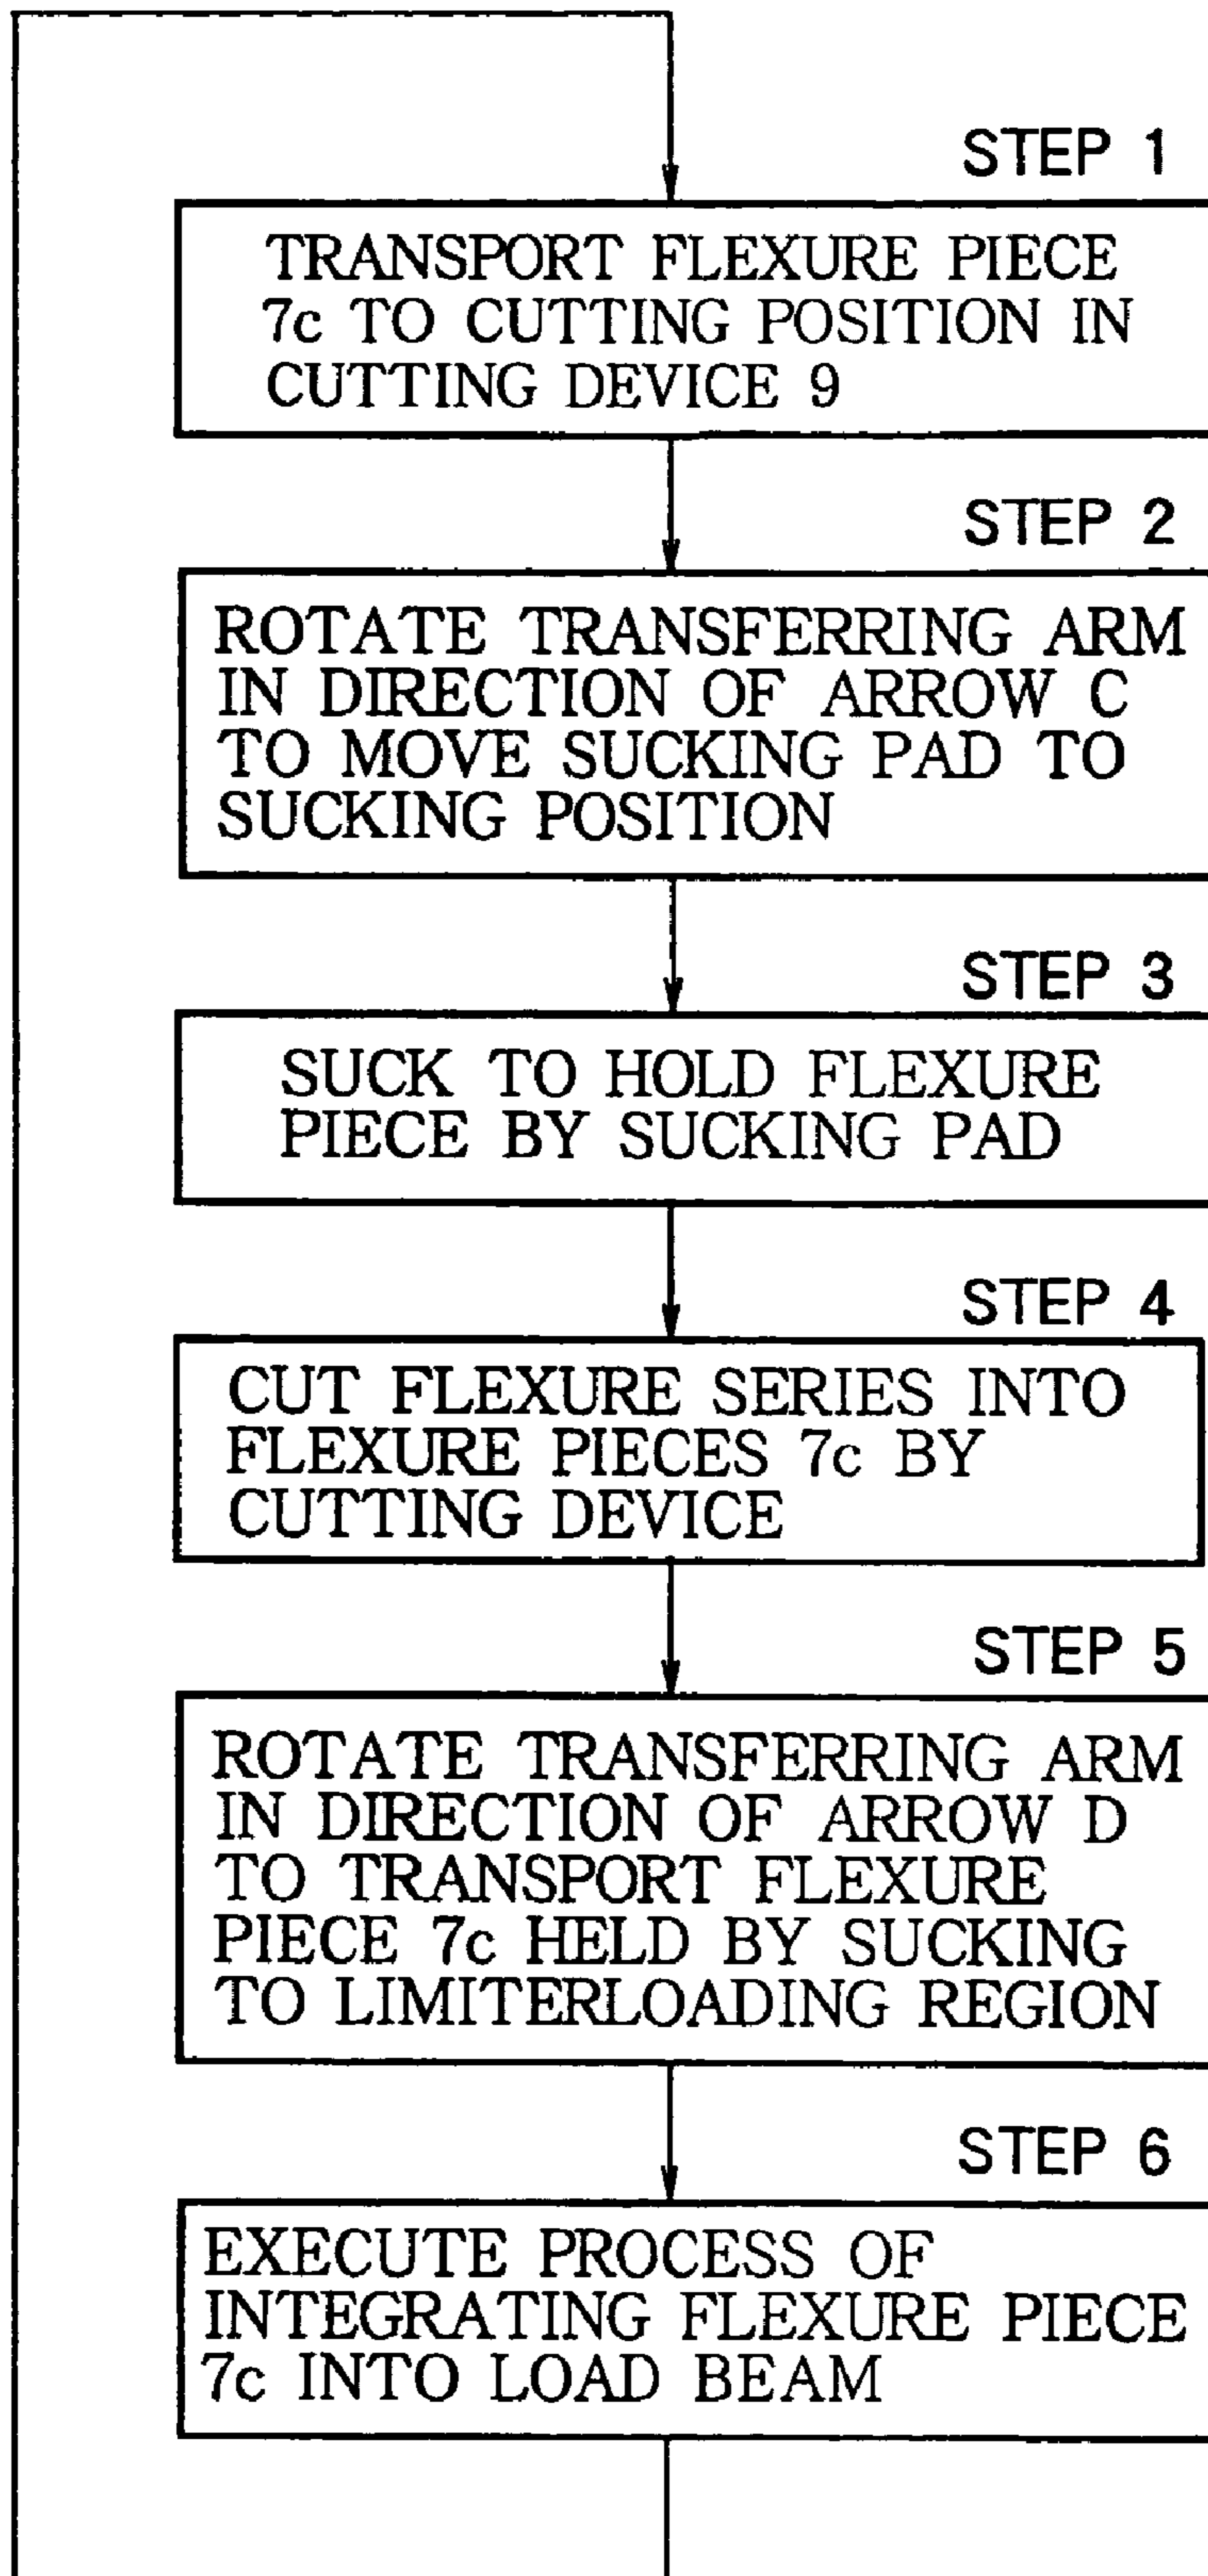 STEP 1
TRANSPORT FLEXURE PIECE
7c TO CUTTING POSITION IN
CUTTING DEVICE 9
STEP 2
ROTATE TRANSFERRING ARM
IN DIRECTION OF ARROW C
TO MOVE SUCKING PAD TO
SUCKING POSITION
STEP 3
SUCK TO HOLD FLEXURE
PIECE BY SUCKING PAD
STEP 4
CUT FLEXURE SERIES INTO
FLEXURE PIECES 7c BY
CUTTING DEVICE
STEP 5
ROTATE TRANSFERRING ARM
IN DIRECTION OF ARROW D
TO TRANSPORT FLEXURE
PIECE 7c HELD BY SUCKING
TO LIMITERLOADING REGION
STEP 6
EXECUTE PROCESS OF
INTEGRATING FLEXURE PIECE
7c INTO LOAD BEAM